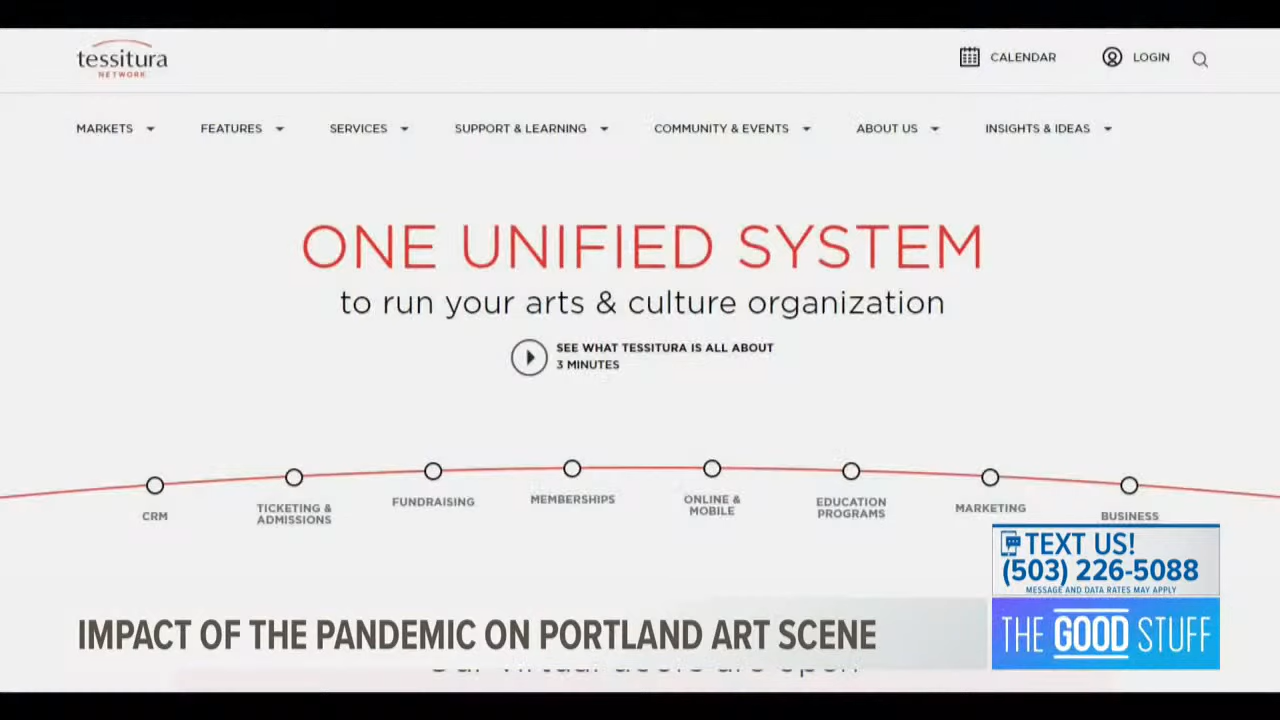 tessitura
NETWORK
CALENDAR
LOGIN
MARKETS
FEATURES
SERVICES
SUPPORT & LEARNING
COMMUNITY & EVENTS
ABOUT US
INSIGHTS & IDEAS
ONE UNIFIED SYSTEM
to run your arts & culture organization
SEE WHAT TESSITURA IS ALL ABOUT
3 MINUTES
CRM
TICKETING &
ADMISSIONS
FUNDRAISING
MEMBERSHIPS
ONLINE &
MOBILE
EDUCATION
PROGRAMS
MARKETING
BUSINESS
TEXT US!
(503) 226-5088
MESSAGE AND DATA RATES MAY APPLY
IMPACT OF THE PANDEMIC ON PORTLAND ART SCENE
THE GOOD STUFF